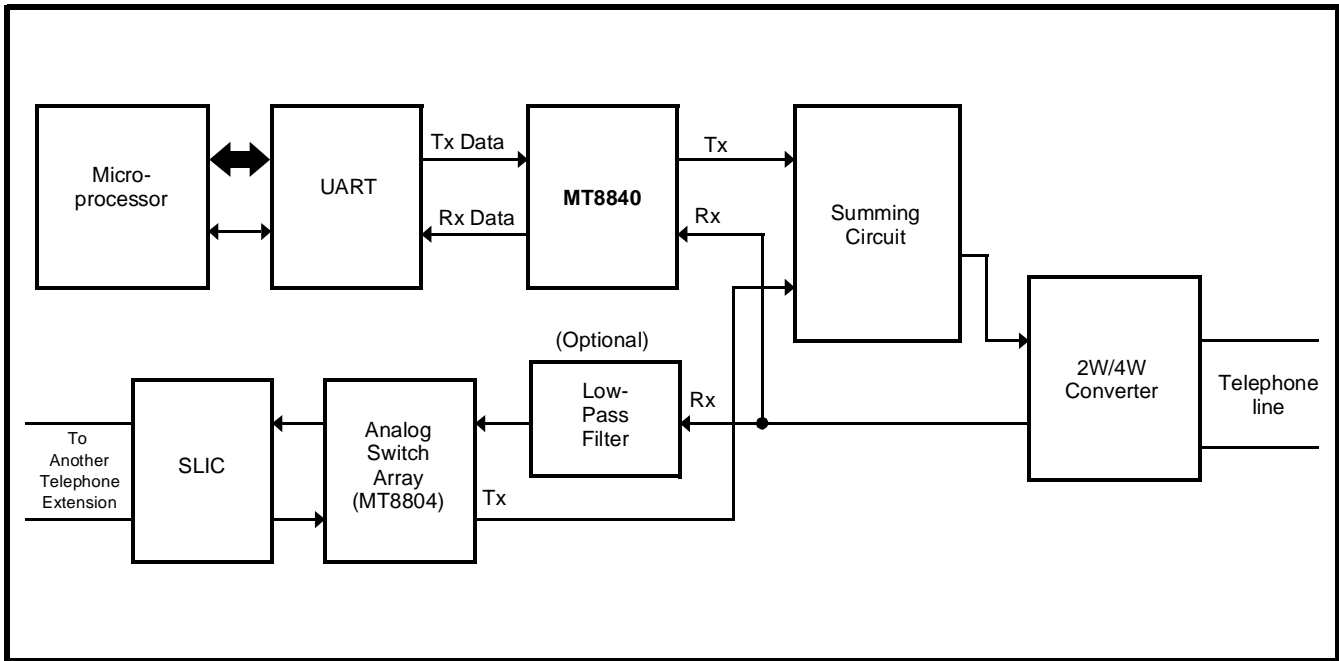 Micro-
processor
UART
Tx Data
Rx Data
MT8840
Tx
Rx
Summing
Circuit
2W/4W
Converter
Telephone
line
(Optional)
Low-
Pass
Filter
Rx
Analog
Switch
Array
(MT8804)
Tx
SLIC
To
Another
Telephone
Extension